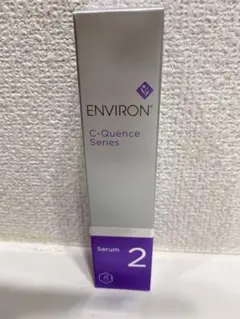 ENVIRON®
C-Quence
Series
Serum 2